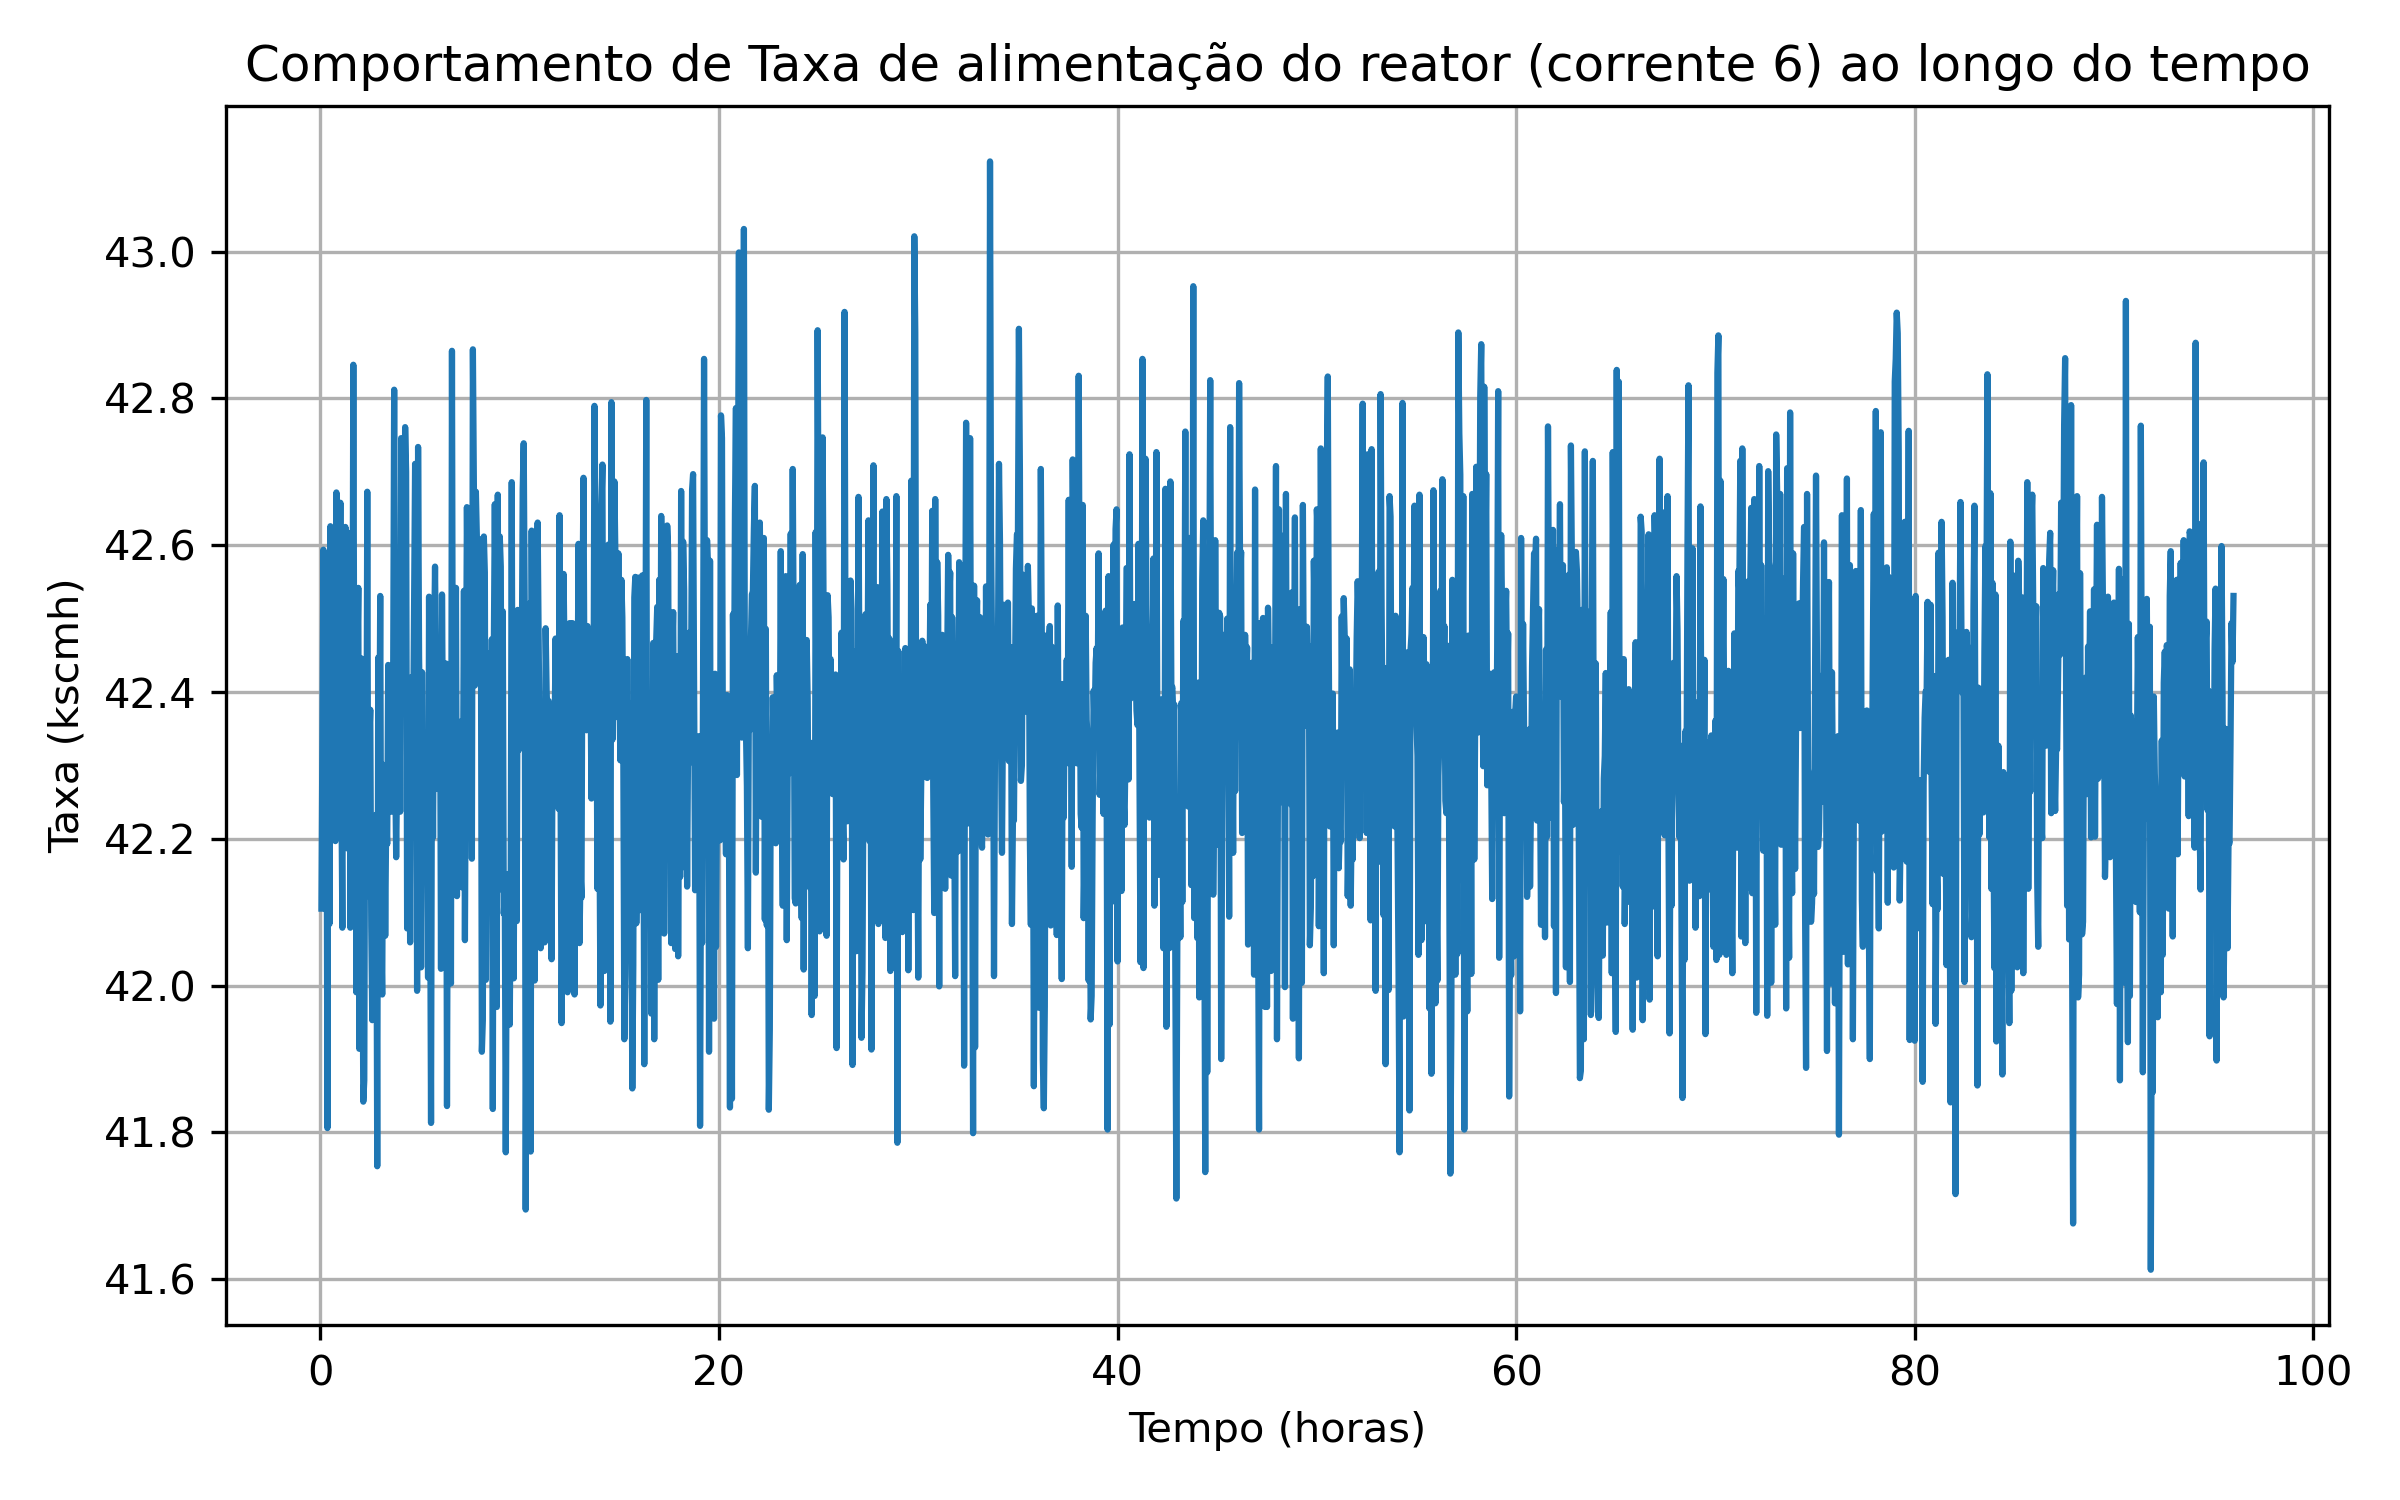 Comportamento de Taxa de alimentação do reator (corrente 6) ao longo do tempo
43.0
42.8
42.6
42.4
42.2
42.0
41.8
41.6
Taxa (kscmh)
0 20 40 60 80 100
Tempo (horas)